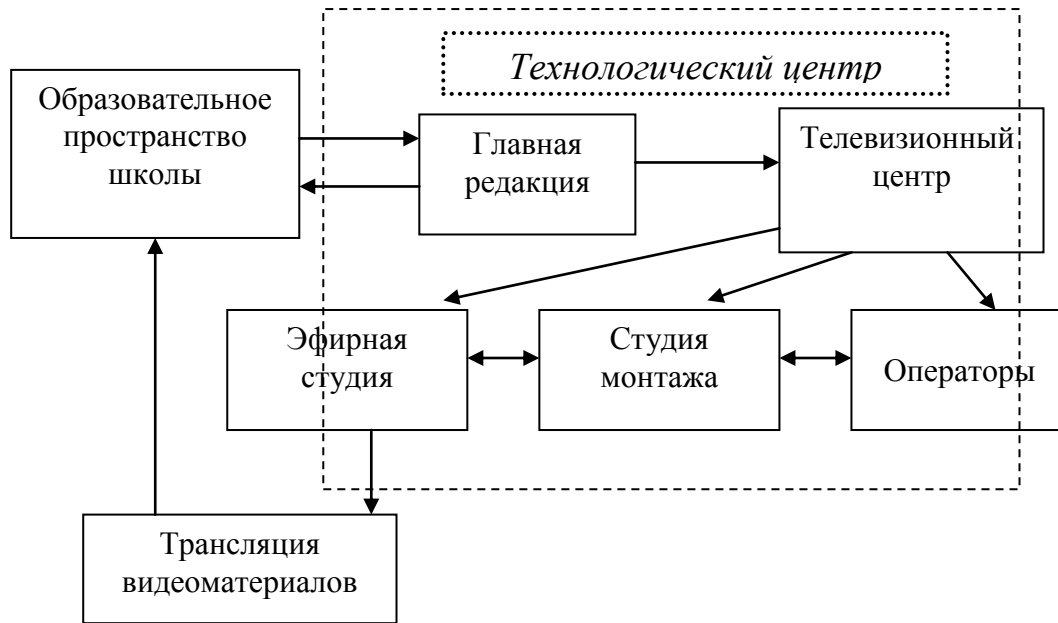 Технологический центр
Образовательное
пространство
школы
Главная
редакция
Телевизионный
центр
Эфирная
студия
Студия
монтажа
Операторы
Трансляция
видеоматериалов